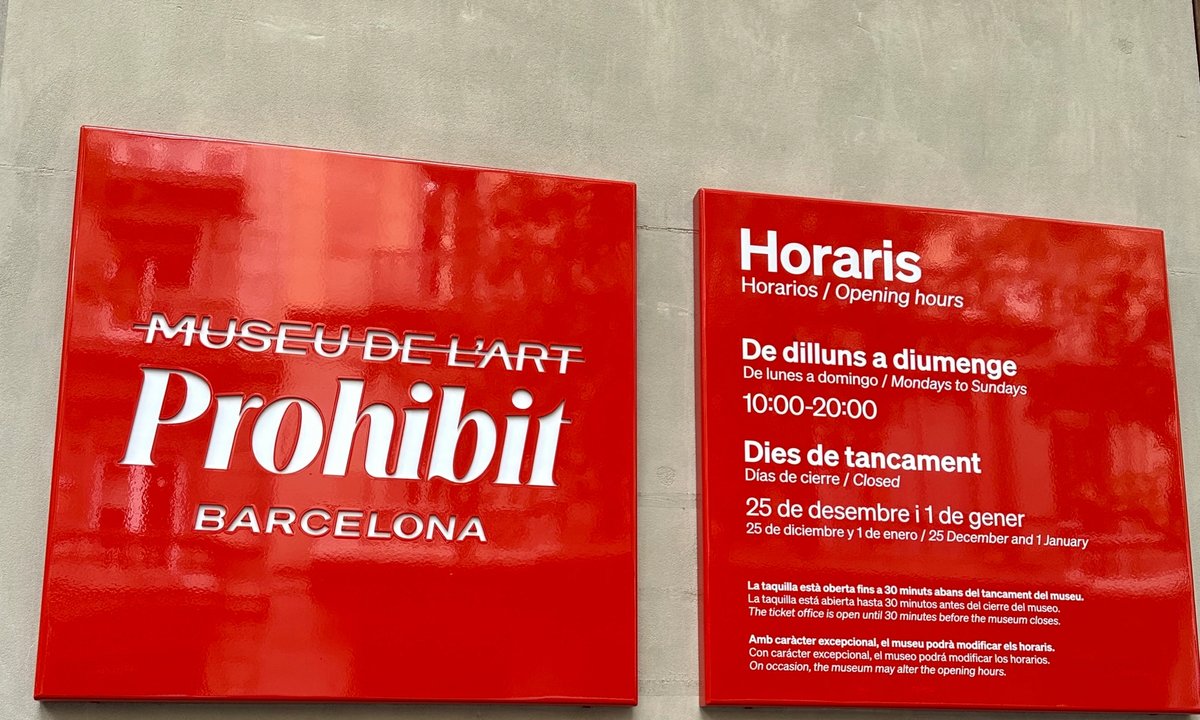 MUSEU DE L'ART
Prohibit
BARCELONA
Horaris
Horarios / Opening hours
De dilluns a diumenge
De lunes a domingo / Mondays to Sundays
10:00-20:00
Dies de tancament
Días de cierre / Closed
25 de desembre i 1 de gener
25 de diciembre y 1 de enero / 25 December and 1 January
La taquilla està oberta fins a 30 minuts abans del tancament del museu.
La taquilla está abierta hasta 30 minutos antes del cierre del museo.
The ticket office is open until 30 minutes before the museum closes.
Amb caràcter excepcional, el museu podrà modificar els horaris.
Con carácter excepcional, el museo podrá modificar los horarios.
On occasion, the museum may alter the opening hours.